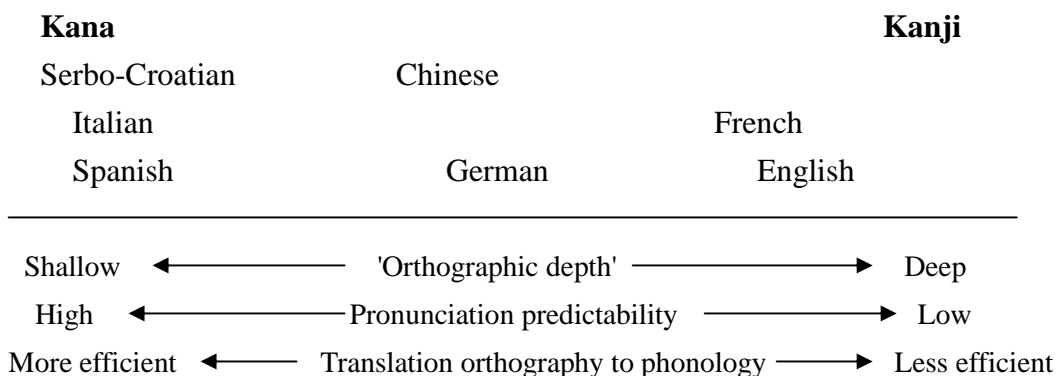 Kana Kanji
Serbo-Croatian Chinese
Italian French
Spanish German English
Shallow 'Orthographic depth' Deep
High Pronunciation predictability Low
More efficient Translation orthography to phonology Less efficient